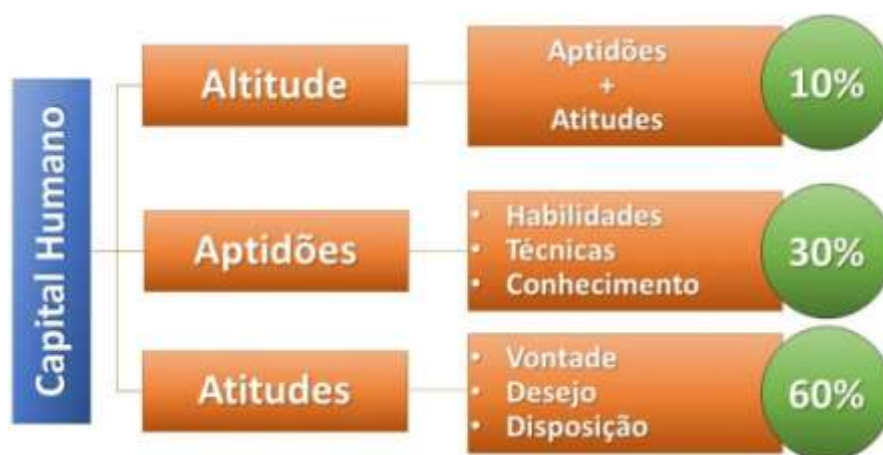 Capital Humano
Altitude
Aptidões
+
Atitudes
10%
Aptidões
• Habilidades
• Técnicas
• Conhecimento
30%
Atitudes
• Vontade
• Desejo
• Disposição
60%